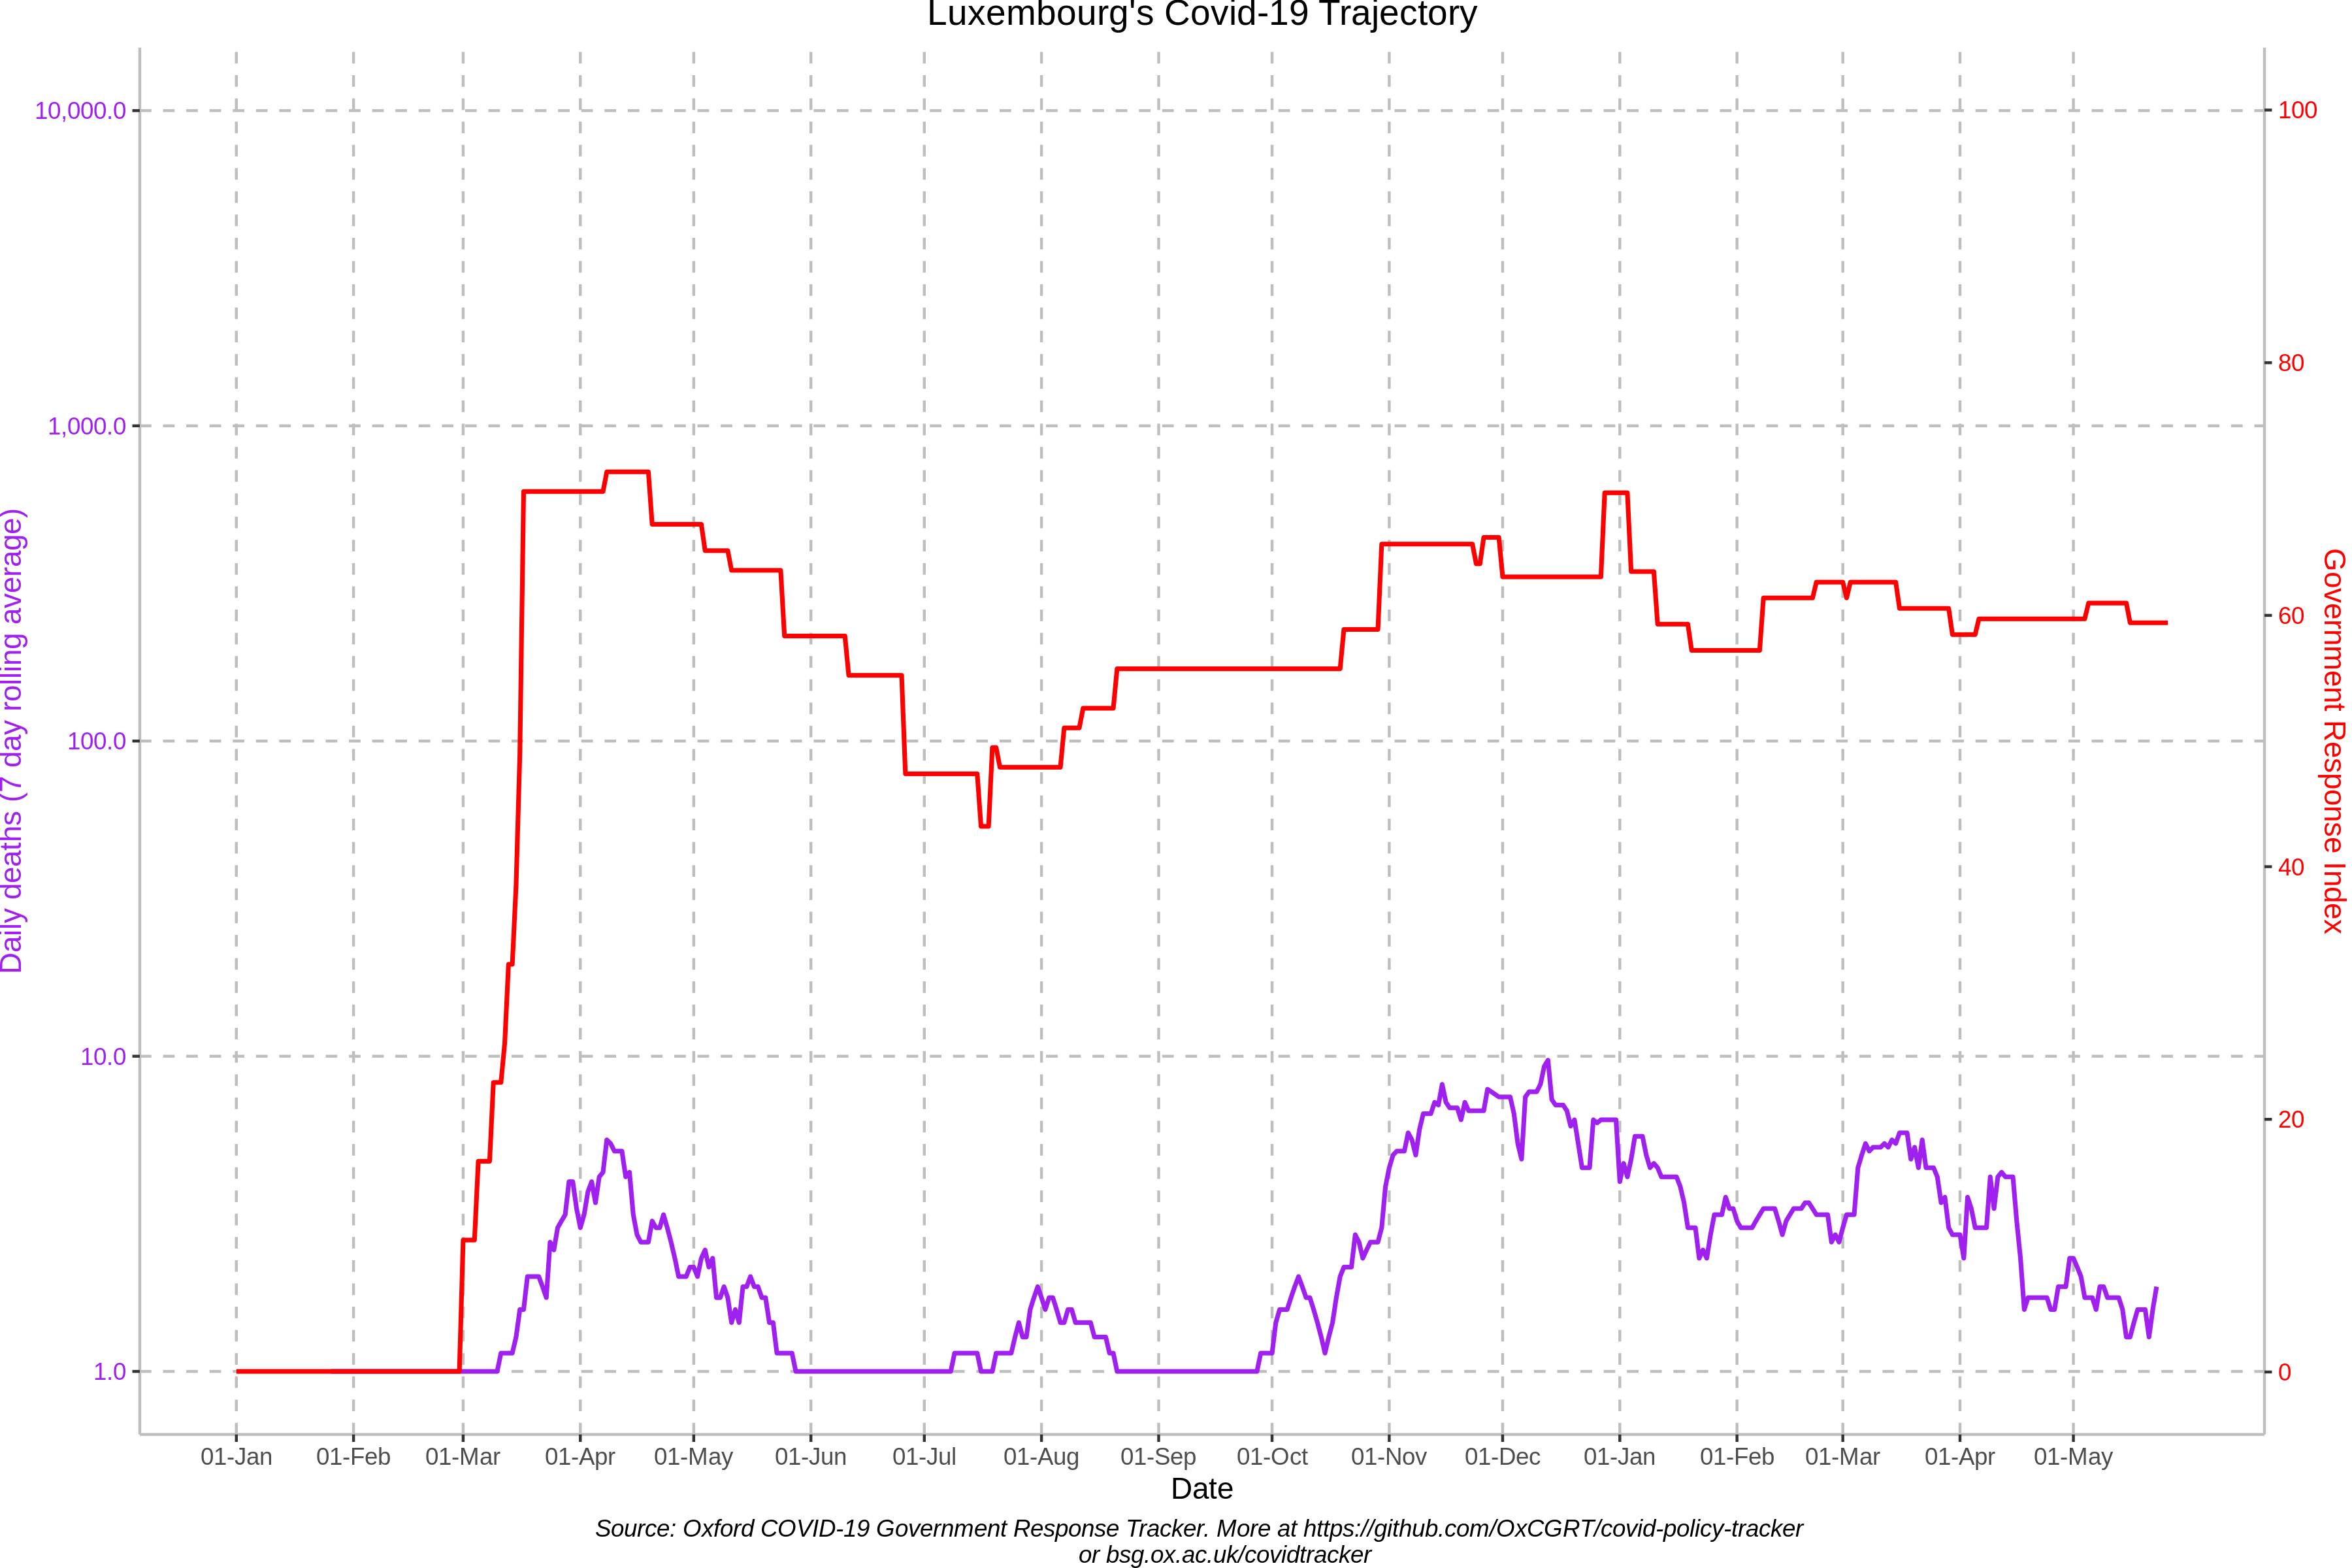 Luxembourg's Covid-19 Trajectory
10,000.0
1,000.0
100.0
10.0
1.0
Daily deaths (7 day rolling average)
100
80
60
40
20
0
Government Response Index
01-Jan 01-Feb 01-Mar 01-Apr 01-May 01-Jun 01-Jul 01-Aug 01-Sep 01-Oct 01-Nov 01-Dec 01-Jan 01-Feb 01-Mar 01-Apr 01-May
Date
Source: Oxford COVID-19 Government Response Tracker. More at https://github.com/OxCGRT/covid-policy-tracker
or bsg.ox.ac.uk/covidtracker